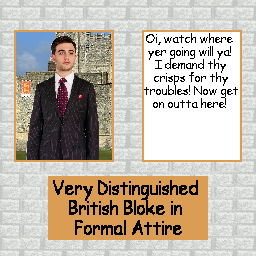 Oi, watch where
yer going will ya!
I demand thy
crisps for thy
troubles! Now get
on outta here!
Very Distinguished
British Bloke in
Formal Attire